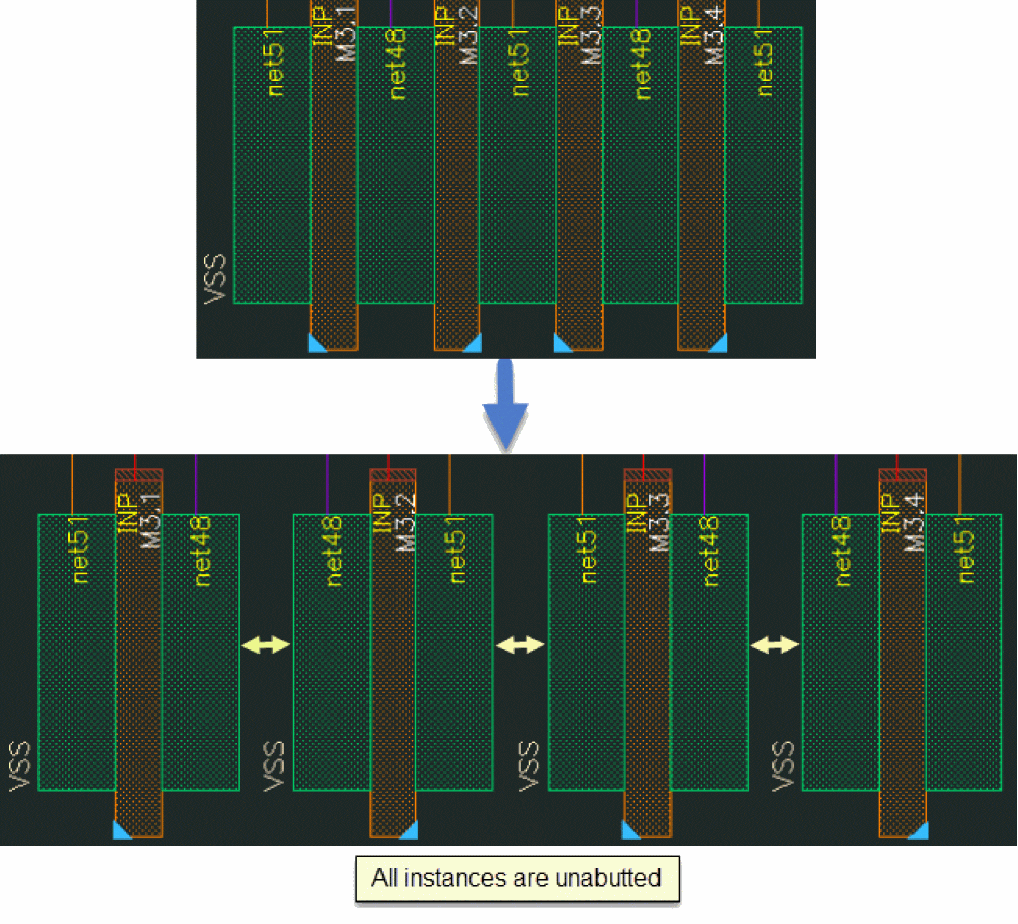 net51
INP
M3.1
net48
INP
M3.2
net51
INP
M3.3
net48
INP
M3.4
net51
VSS
net51
INP
M3.1
net48
net48
INP
M3.2
net51
net51
INP
M3.3
net48
net48
INP
M3.4
net51
VSS
VSS
VSS
VSS
All instances are unabutted